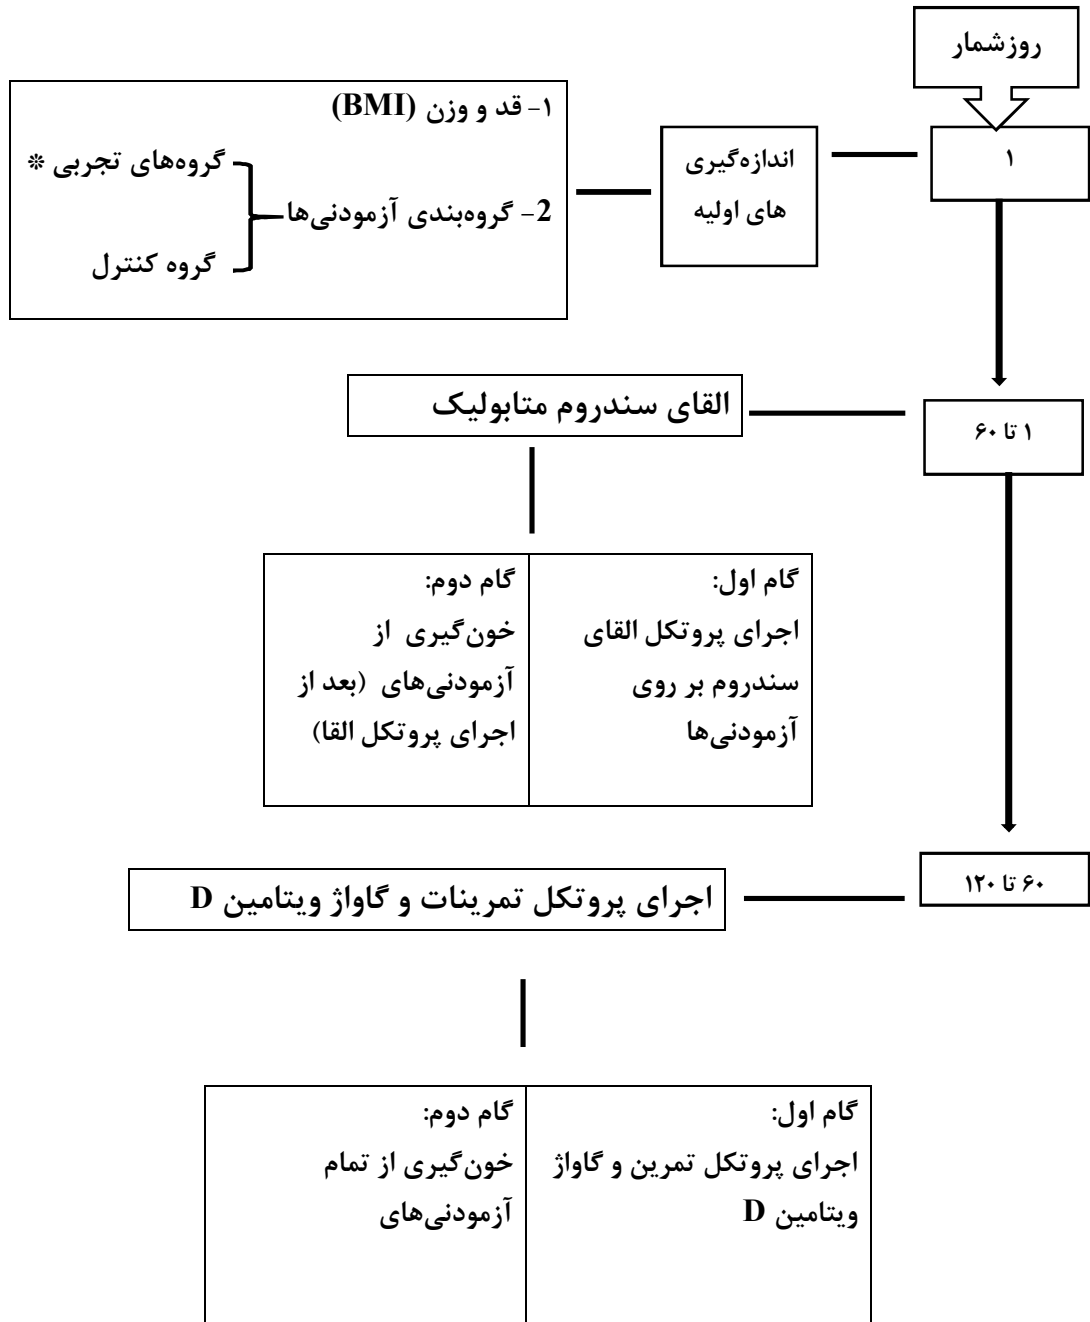 روزشمار
۱
اندازه‌گیری
های اولیه
۱- قد و وزن (BMI)
2- گروه‌بندی آزمودنی‌ها
گروه‌های تجربی *
گروه کنترل
۱ تا ۶۰
القای سندروم متابولیک
گام اول:
اجرای پروتکل القای
سندروم بر روی
آزمودنی‌ها
گام دوم:
خون‌گیری از
آزمودنی‌های (بعد از
اجرای پروتکل القا)
۶۰ تا ۱۲۰
اجرای پروتکل تمرینات و گاواژ ویتامین D
گام اول:
اجرای پروتکل تمرین و گاواژ
ویتامین D
گام دوم:
خون‌گیری از تمام
آزمودنی‌های